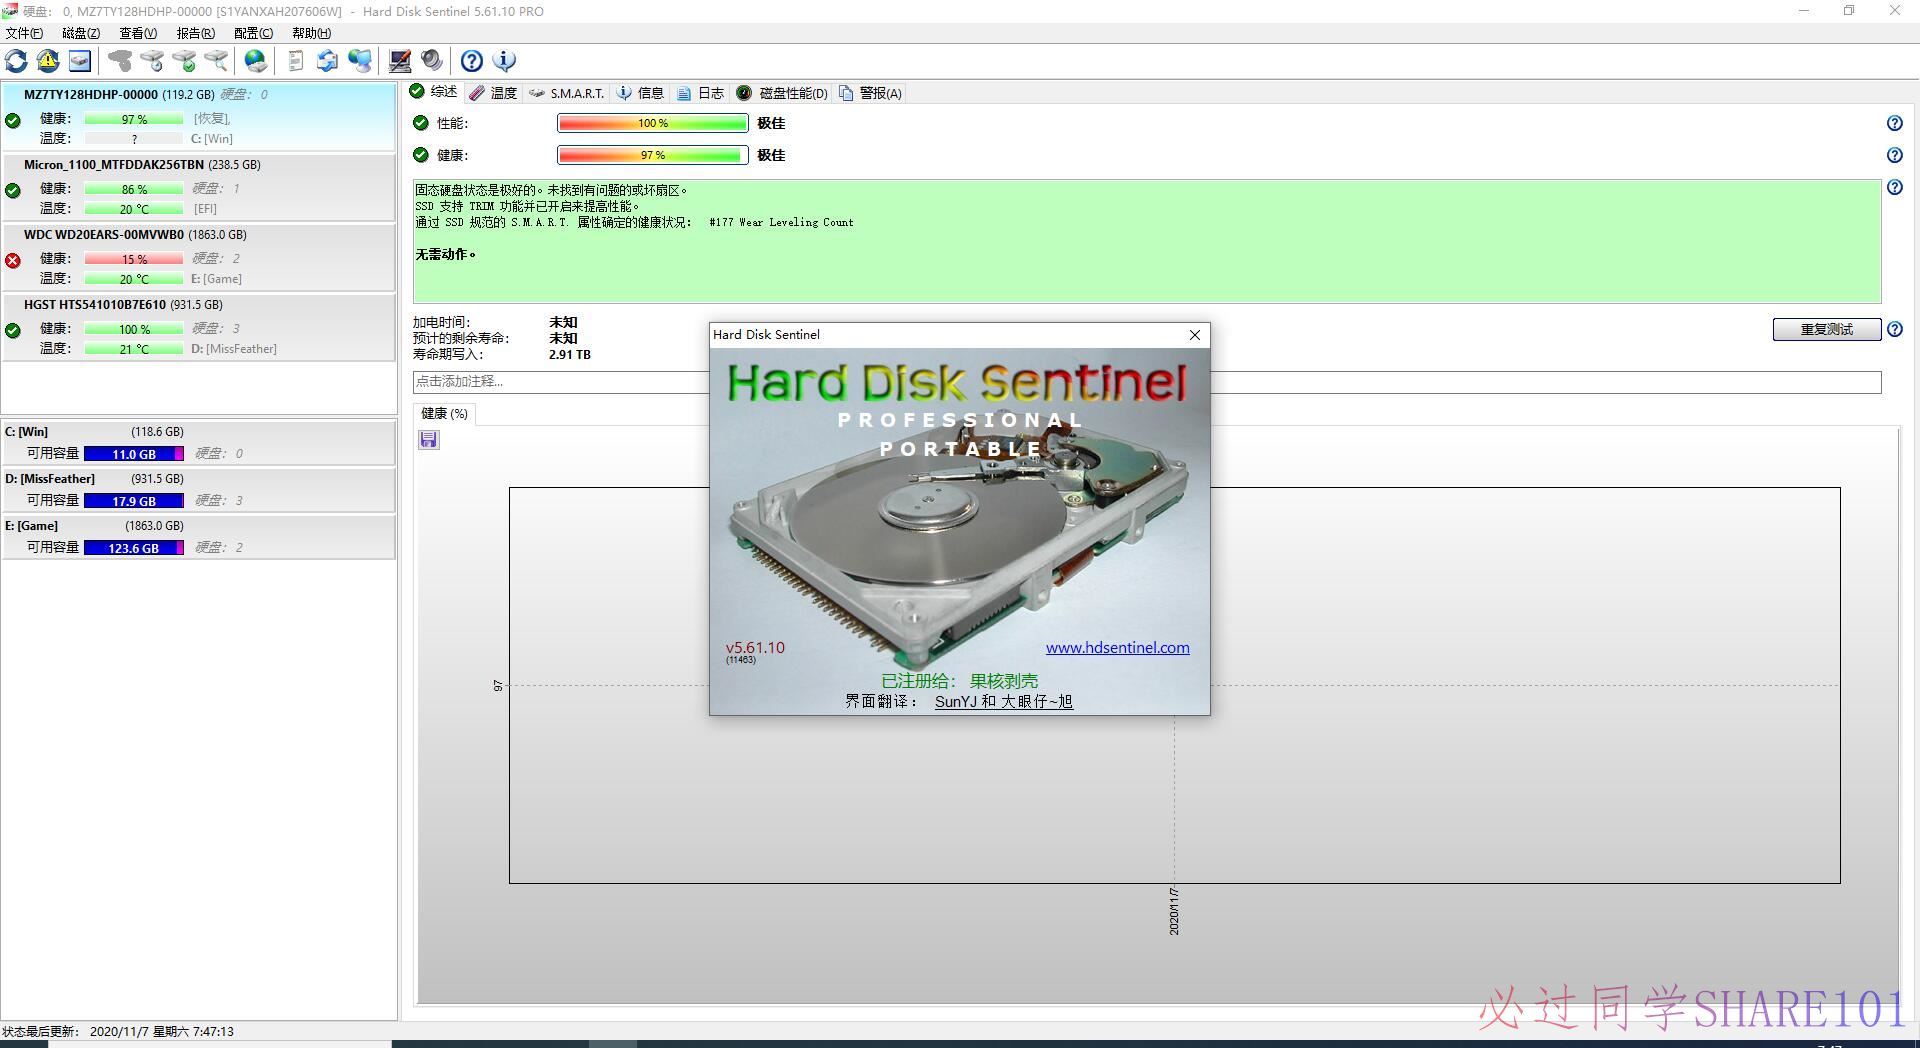 硬盘: 0, MZ7TY128HDHP-00000 [S1YANXAH207606W] - Hard Disk Sentinel 5.61.10 PRO
文件(F) 磁盘(Z) 查看(V) 报告(R) 配置(C) 帮助(H)
MZ7TY128HDHP-00000 (119.2 GB) 硬盘: 0
健康: 97 % [恢复],
温度: ? C: [Win]
Micron_1100_MTFDDAK256TBN (238.5 GB)
健康: 86 % 硬盘: 1
温度: 20 °C [EFI]
WDC WD20EARS-00MVWB0 (1863.0 GB)
健康: 15 % 硬盘: 2
温度: 20 °C E: [Game]
HGST HTS541010B7E610 (931.5 GB)
健康: 100 % 硬盘: 3
温度: 21 °C D: [MissFeather]
C: [Win] (118.6 GB)
可用容量 11.0 GB 硬盘: 0
D: [MissFeather] (931.5 GB)
可用容量 17.9 GB 硬盘: 3
E: [Game] (1863.0 GB)
可用容量 123.6 GB 硬盘: 2
综述 温度 S.M.A.R.T. 信息 日志 磁盘性能(D) 警报(A)
性能: 100 % 极佳
健康: 97 % 极佳
固态硬盘状态是极好的。未找到有问题的或坏扇区。
SSD 支持 TRIM 功能并已开启来提高性能。
通过 SSD 规范的 S.M.A.R.T. 属性确定的健康状况: #177 Wear Leveling Count
无需动作。
加电时间: 未知
预计的剩余寿命: 未知
寿命期写入: 2.91 TB
重复测试
点击添加注释...
健康 (%)
97
2020/11/7
Hard Disk Sentinel
Hard Disk Sentinel
PROFESSIONAL
PORTABLE
v5.61.10
(11463)
www.hdsentinel.com
已注册给: 果核剥壳
界面翻译: SunYJ 和 大眼仔~旭
必过同学SHARE101
状态最后更新: 2020/11/7 星期六 7:47:13